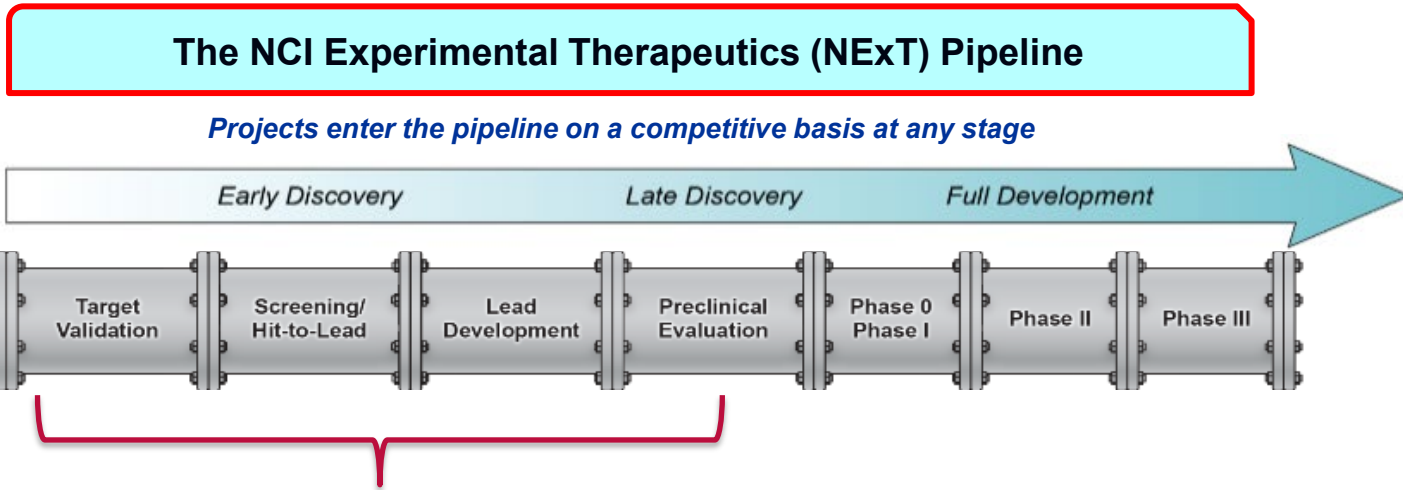 The NCI Experimental Therapeutics (NExT) Pipeline
Projects enter the pipeline on a competitive basis at any stage
Early Discovery
Late Discovery
Full Development
Target
Validation
Screening/
Hit-to-Lead
Lead
Development
Preclinical
Evaluation
Phase 0
Phase I
Phase II
Phase III